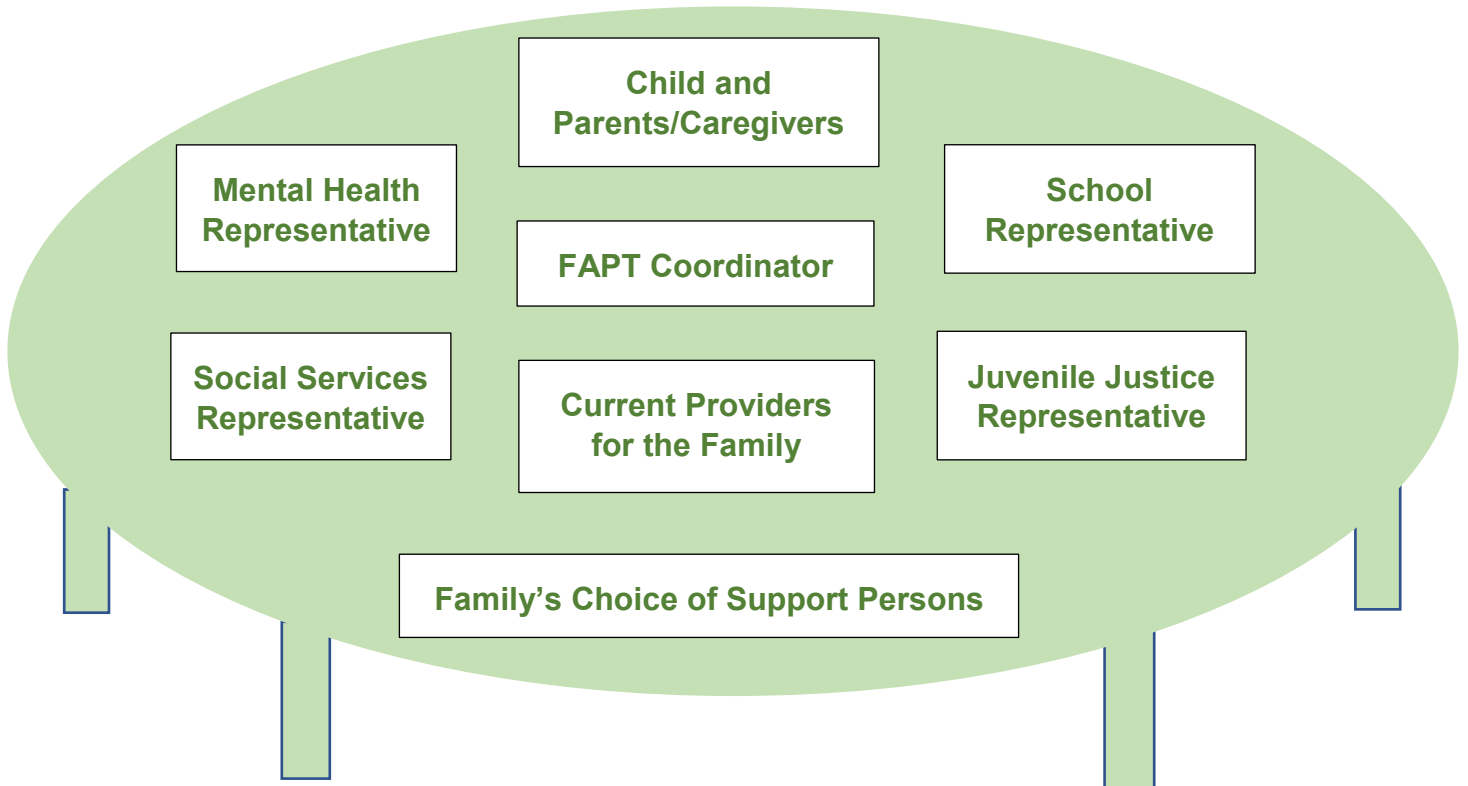 Child and
Parents/Caregivers
Mental Health
Representative
School
Representative
FAPT Coordinator
Social Services
Representative
Current Providers
for the Family
Juvenile Justice
Representative
Family’s Choice of Support Persons